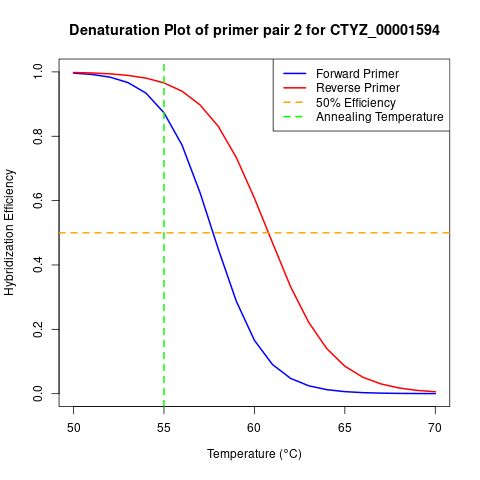 Denaturation Plot of primer pair 2 for CTYZ_00001594
Forward Primer
Reverse Primer
50% Efficiency
Annealing Temperature
Hybridization Efficiency
1.0
0.8
0.6
0.4
0.2
0.0
50
55
60
65
70
Temperature (°C)